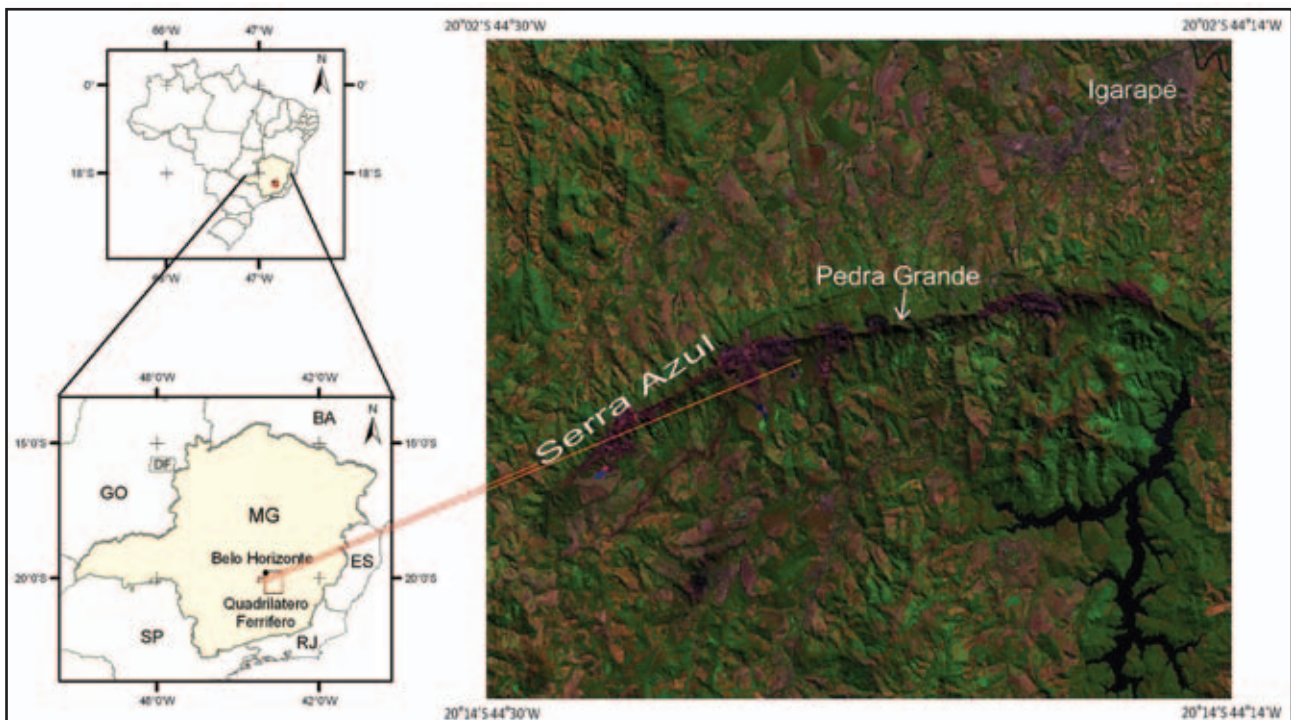 20°02'S 44°30'W
20°02'S 44°14'W
66°W 47°W
N
0° 0°
18°S 18°S
66°W 47°W
Igarapé
Pedra Grande
Serra Azul
48°0'W 42°0'W
N
BA
15°0'S 15°0'S
DF
GO
MG
Belo Horizonte
ES
20°0'S 20°0'S
Quadrilatero
Ferrifero
SP
RJ
48°0'W 42°0'W
20°14'S 44°30'W
20°14'S 44°14'W